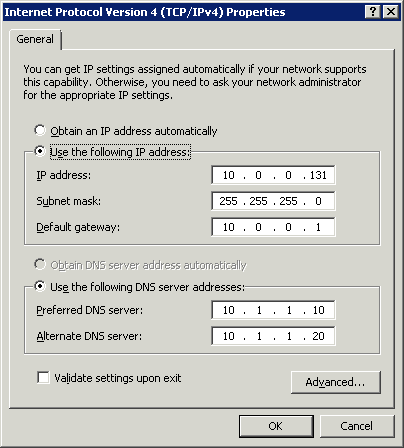 Internet Protocol Version 4 (TCP/IPv4) Properties
General
You can get IP settings assigned automatically if your network supports
this capability. Otherwise, you need to ask your network administrator
for the appropriate IP settings.
Obtain an IP address automatically
Use the following IP address:
IP address: 10 . 0 . 0 . 131
Subnet mask: 255 . 255 . 255 . 0
Default gateway: 10 . 0 . 0 . 1
Obtain DNS server address automatically
Use the following DNS server addresses:
Preferred DNS server: 10 . 1 . 1 . 10
Alternate DNS server: 10 . 1 . 1 . 20
Validate settings upon exit
Advanced...
OK Cancel